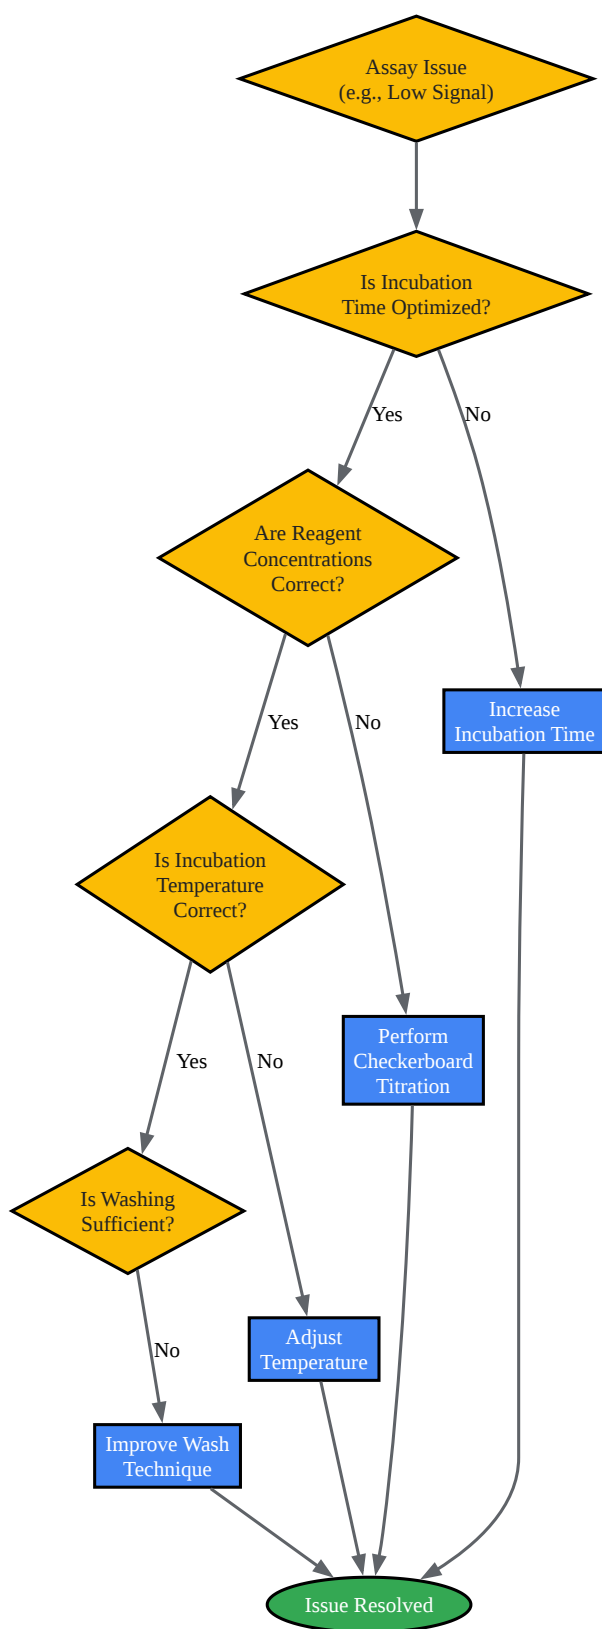 Assay Issue
(e.g., Low Signal)
Is Incubation
Time Optimized?
Yes
No
Are Reagent
Concentrations
Correct?
Increase
Incubation Time
Yes
No
Is Incubation
Temperature
Correct?
Perform
Checkerboard
Titration
Yes
No
Is Washing
Sufficient?
Adjust
Temperature
No
Improve Wash
Technique
Issue Resolved